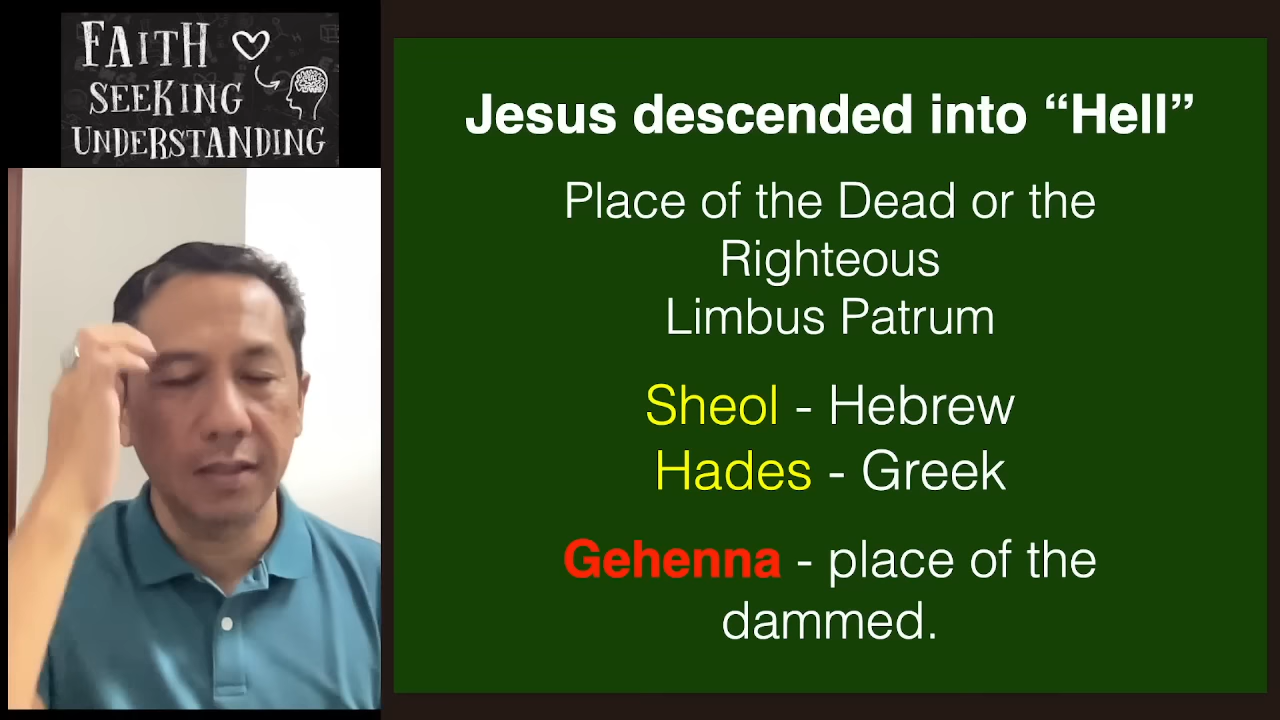 FAITH
SEEKING
UNDERSTANDING
Jesus descended into “Hell”
Place of the Dead or the
Righteous
Limbus Patrum
Sheol - Hebrew
Hades - Greek
Gehenna - place of the
dammed.